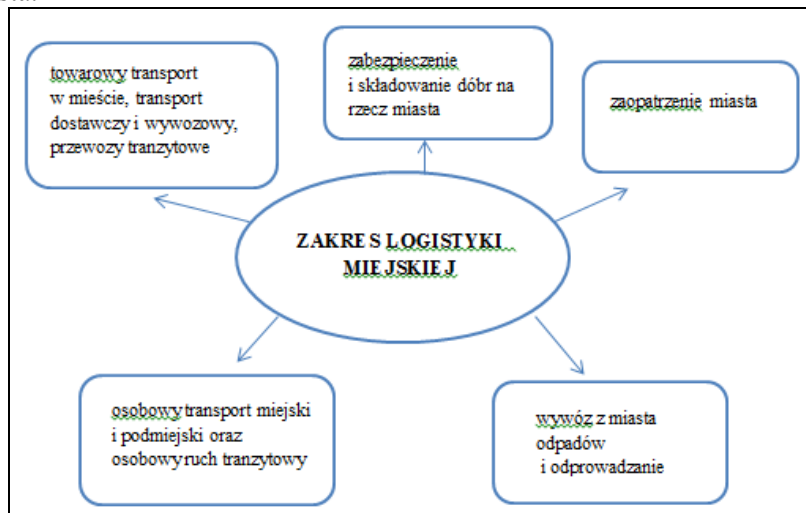 towarowy transport
w mieście, transport
dostawczy i wywozowy,
przewozy tranzytowe
zabezpieczenie
i składowanie dóbr na
rzecz miasta
zaopatrzenie miasta
ZAKRES LOGISTYKI
MIEJSKIEJ
osobowy transport miejski
i podmiejski oraz
osobowy ruch tranzytowy
wywóz z miasta
odpadów
i odprowadzanie